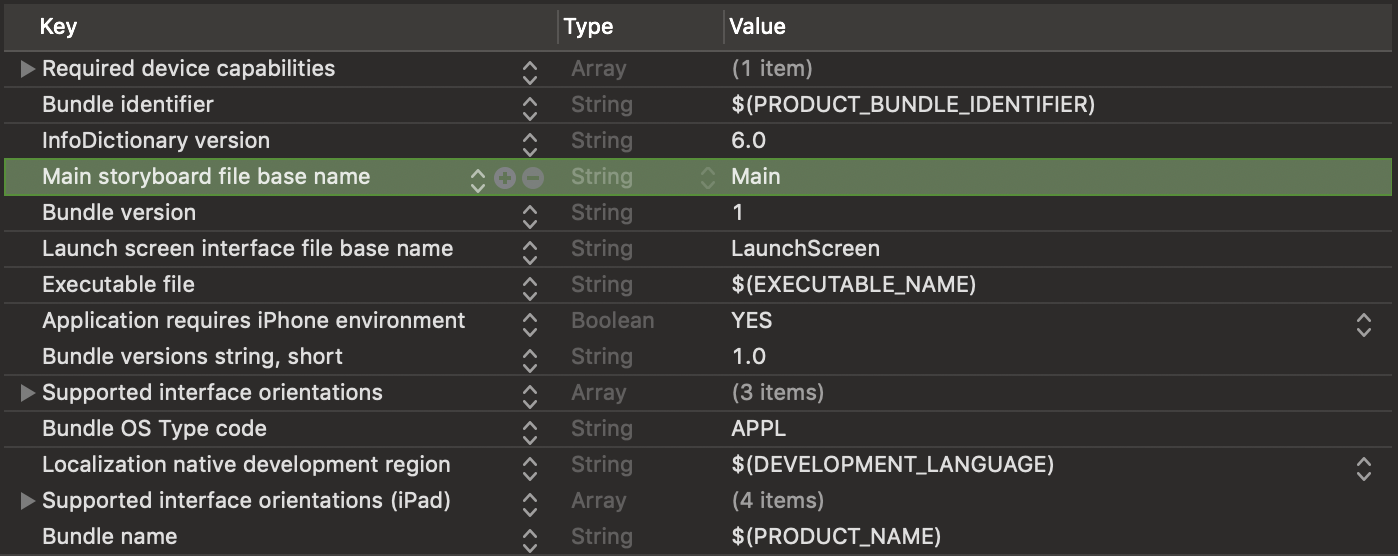 Key Type Value
Required device capabilities Array (1 item)
Bundle identifier String $(PRODUCT_BUNDLE_IDENTIFIER)
InfoDictionary version String 6.0
Main storyboard file base name String Main
Bundle version String 1
Launch screen interface file base name String LaunchScreen
Executable file String $(EXECUTABLE_NAME)
Application requires iPhone environment Boolean YES
Bundle versions string, short String 1.0
Supported interface orientations Array (3 items)
Bundle OS Type code String APPL
Localization native development region String $(DEVELOPMENT_LANGUAGE)
Supported interface orientations (iPad) Array (4 items)
Bundle name String $(PRODUCT_NAME)